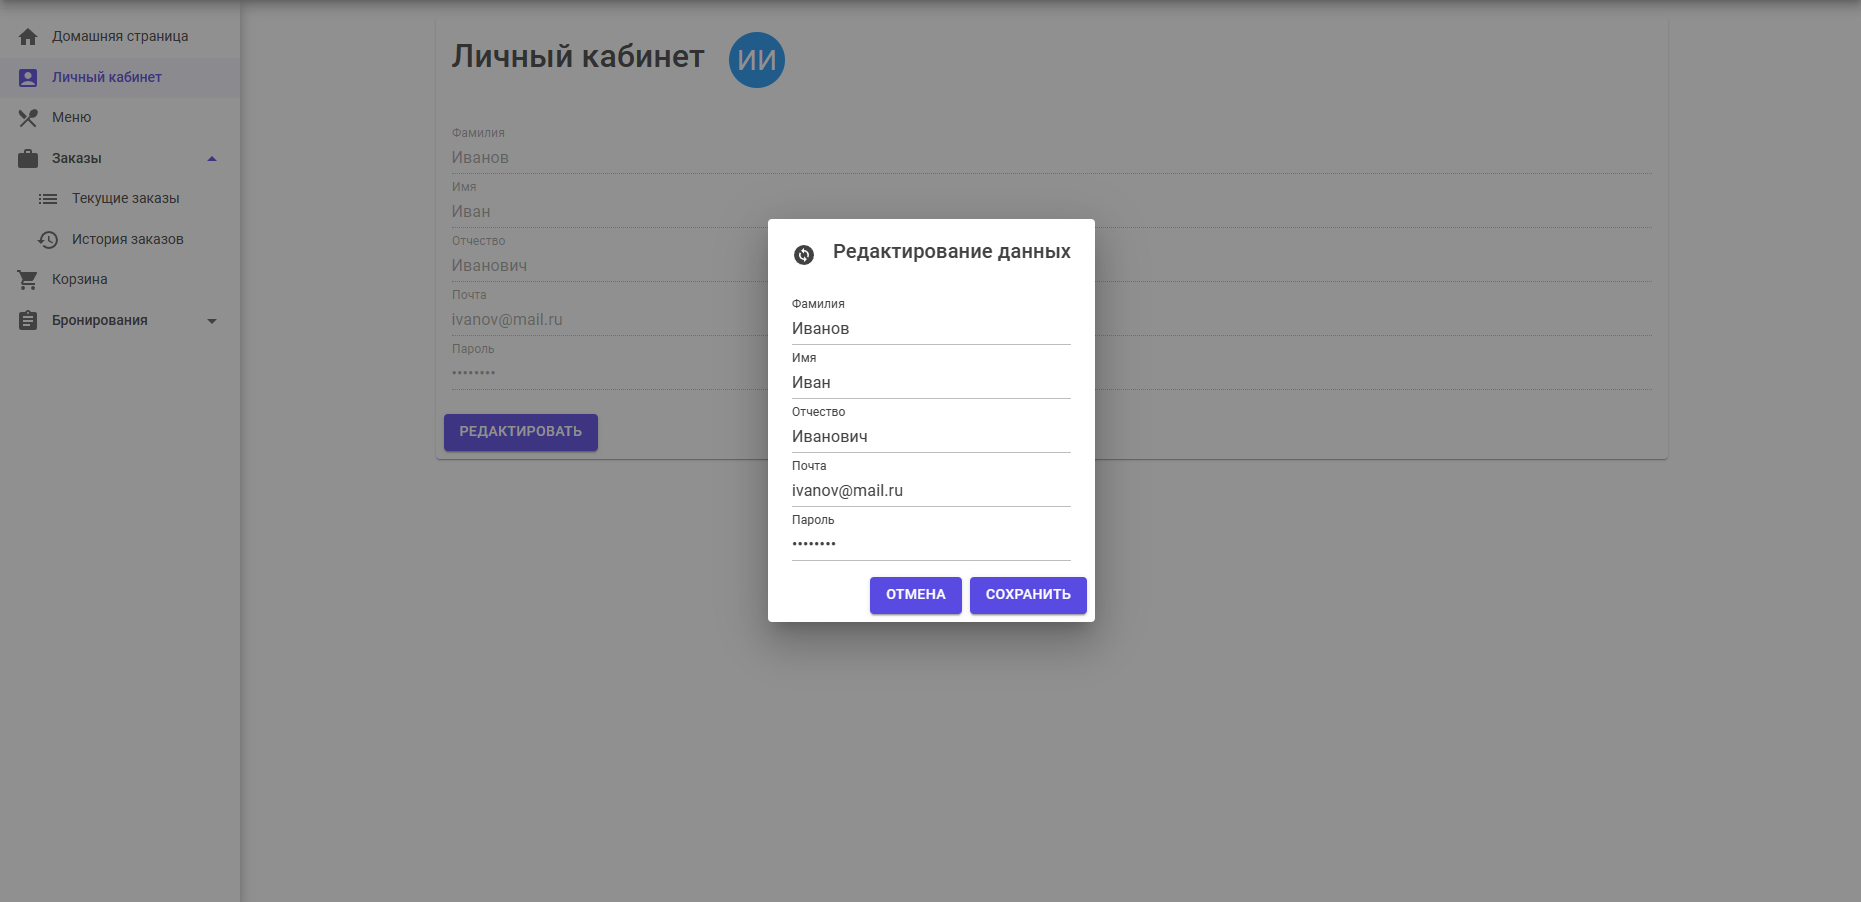 Домашняя страница
Личный кабинет
Меню
Заказы
Текущие заказы
История заказов
Корзина
Бронирования
Личный кабинет ИИ
Фамилия
Иванов
Имя
Иван
Отчество
Иванович
Почта
ivanov@mail.ru
Пароль
••••••••
РЕДАКТИРОВАТЬ
Редактирование данных
Фамилия
Иванов
Имя
Иван
Отчество
Иванович
Почта
ivanov@mail.ru
Пароль
••••••••
ОТМЕНА СОХРАНИТЬ